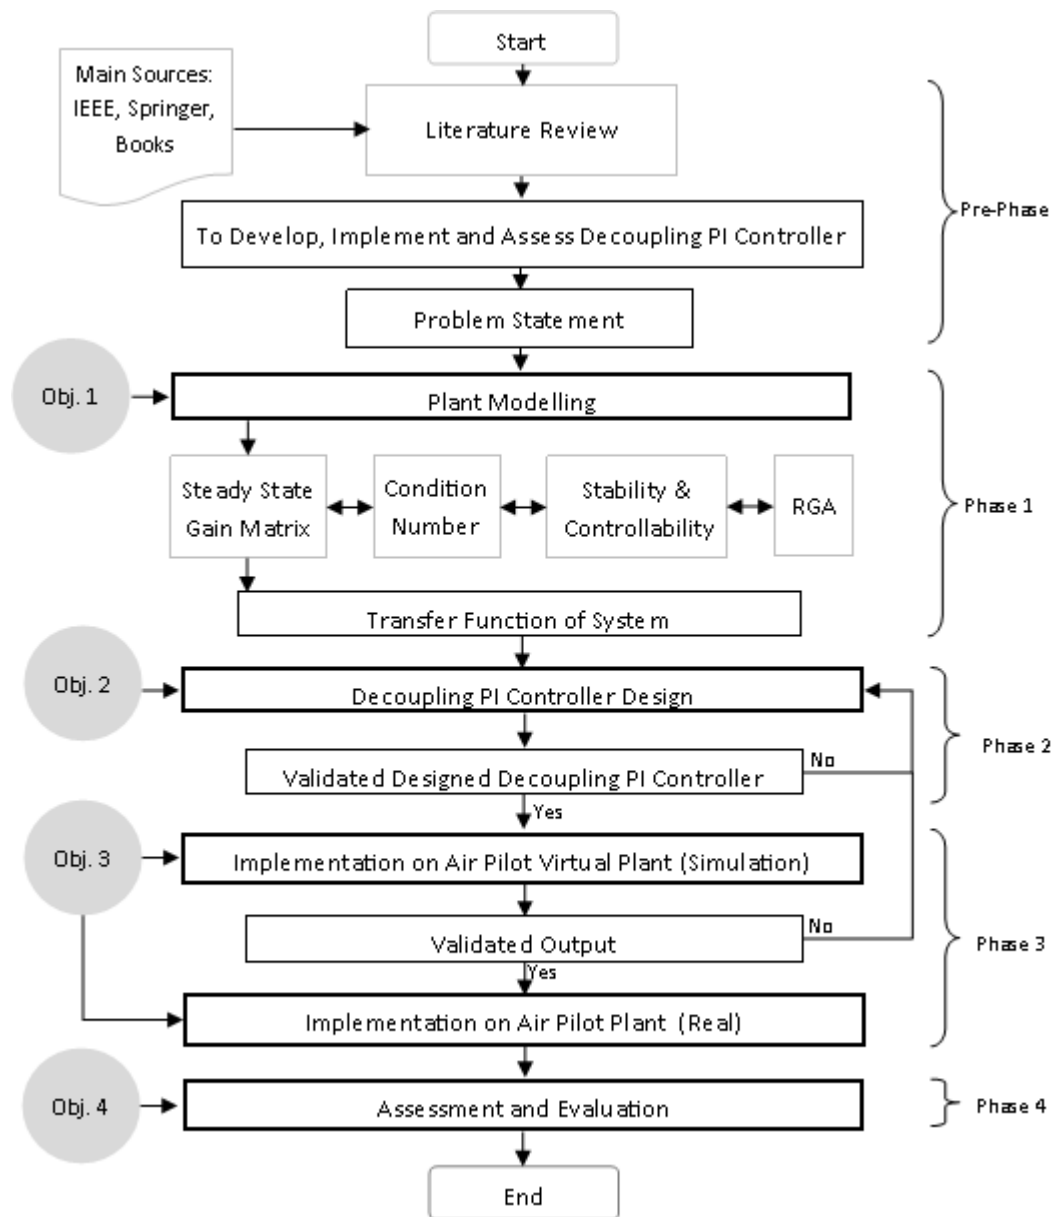 Start
Main Sources:
IEEE, Springer,
Books
Literature Review
To Develop, Implement and Assess Decoupling PI Controller
Problem Statement
Pre-Phase
Obj. 1
Plant Modelling
Steady State
Gain Matrix
Condition
Number
Stability &
Controllability
RGA
Phase 1
Transfer Function of System
Obj. 2
Decoupling PI Controller Design
No
Validated Designed Decoupling PI Controller
Yes
Phase 2
Obj. 3
Implementation on Air Pilot Virtual Plant (Simulation)
No
Validated Output
Yes
Phase 3
Implementation on Air Pilot Plant (Real)
Obj. 4
Assessment and Evaluation
Phase 4
End